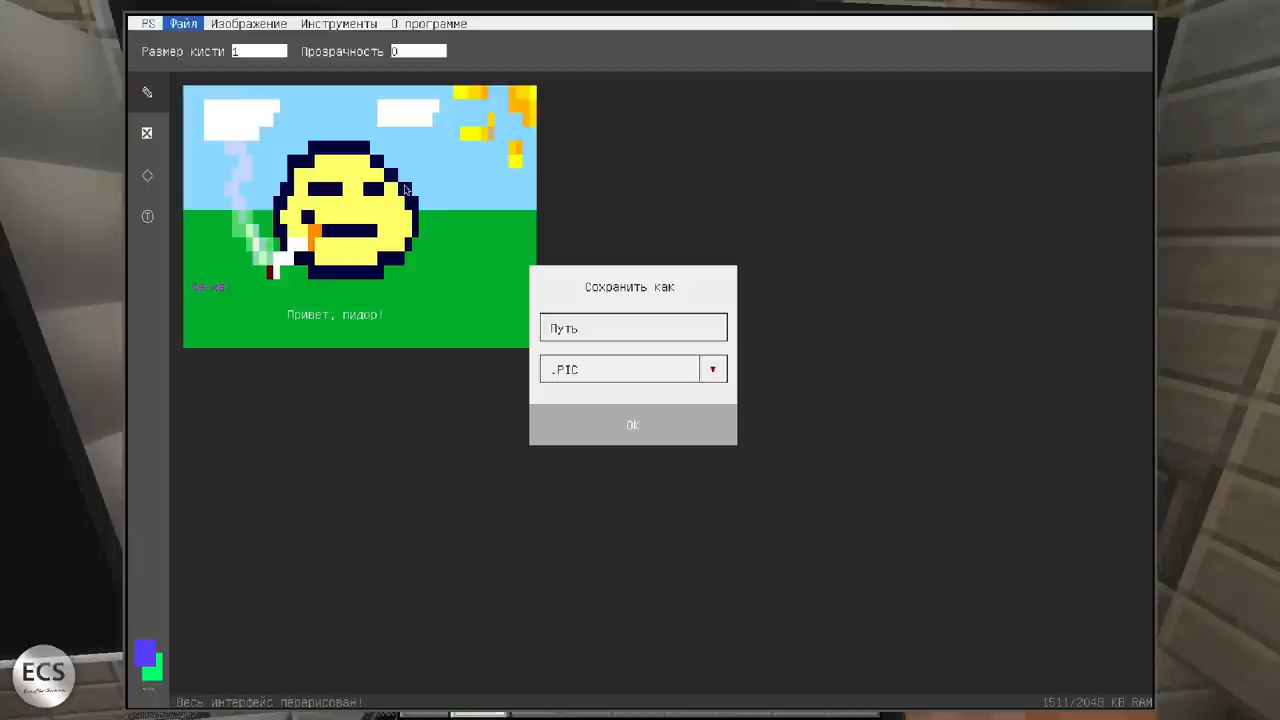 PS Файл Изображение Инструменты О программе
Размер кисти 1 Прозрачность 0
Привет, пидор!
Сохранить как
Путь
.PIC
OK
T
ECS
Весь интерфейс перерисован!
1511/2048 KB RAM